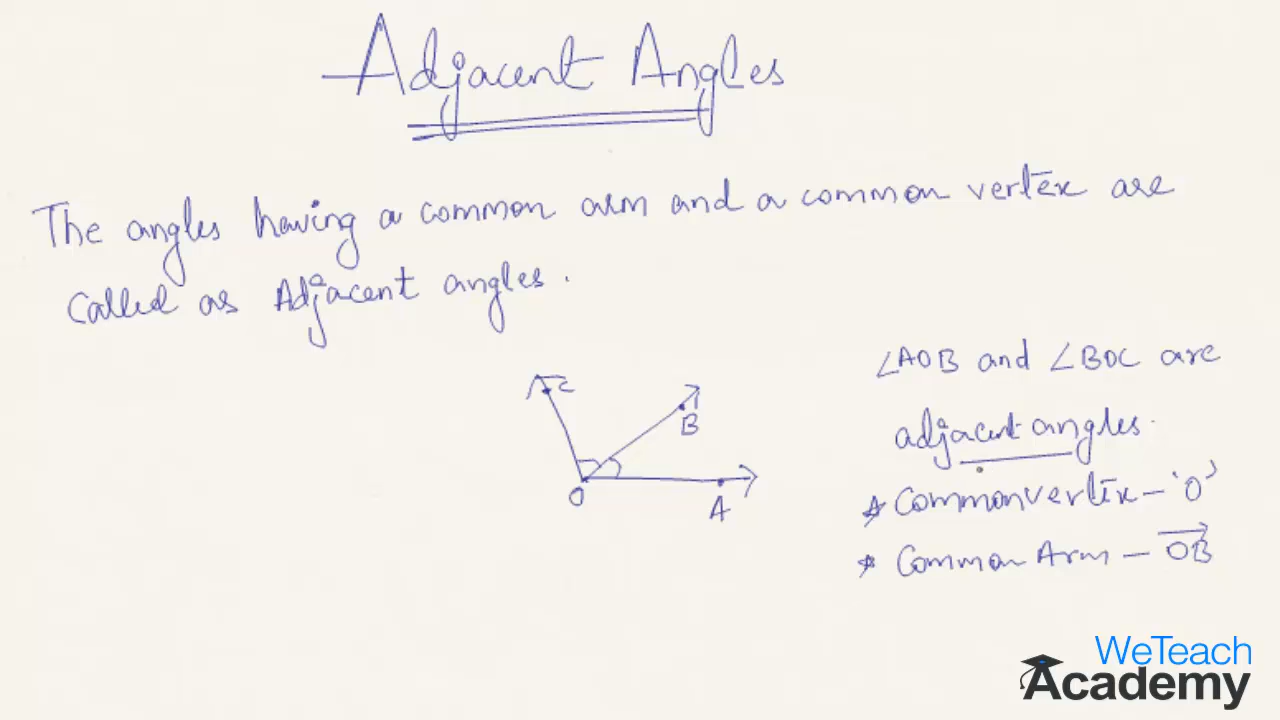 Adjacent Angles
The angles having a common arm and a common vertex are
called as Adjacent angles.
∠AOB and ∠BOC are
adjacent angles.
* Common vertex - 'O'
* Common Arm - OB
C
B
O
A
WeTeach
Academy